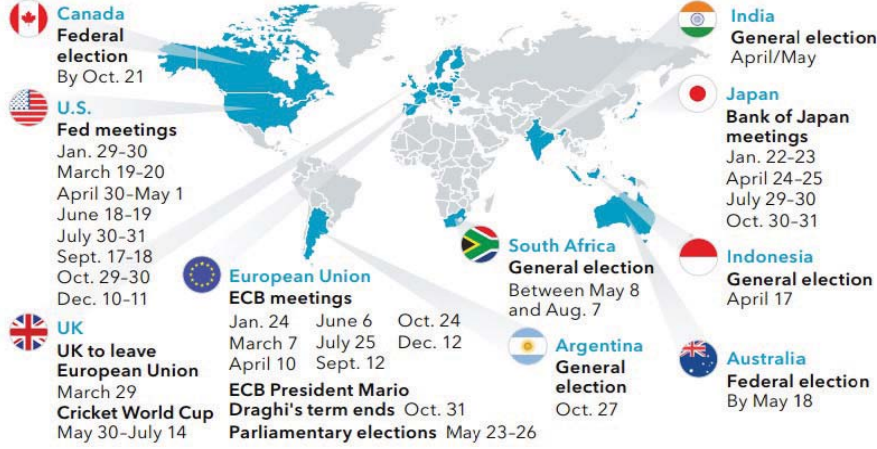 Canada
Federal
election
By Oct. 21
U.S.
Fed meetings
Jan. 29–30
March 19–20
April 30–May 1
June 18–19
July 30–31
Sept. 17–18
Oct. 29–30
Dec. 10–11
UK
UK to leave
European Union
March 29
Cricket World Cup
May 30–July 14
European Union
ECB meetings
Jan. 24 June 6 Oct. 24
March 7 July 25 Dec. 12
April 10 Sept. 12
ECB President Mario
Draghi's term ends Oct. 31
Parliamentary elections May 23–26
South Africa
General election
Between May 8
and Aug. 7
Argentina
General
election
Oct. 27
India
General election
April/May
Japan
Bank of Japan
meetings
Jan. 22–23
April 24–25
July 29–30
Oct. 30–31
Indonesia
General election
April 17
Australia
Federal election
By May 18